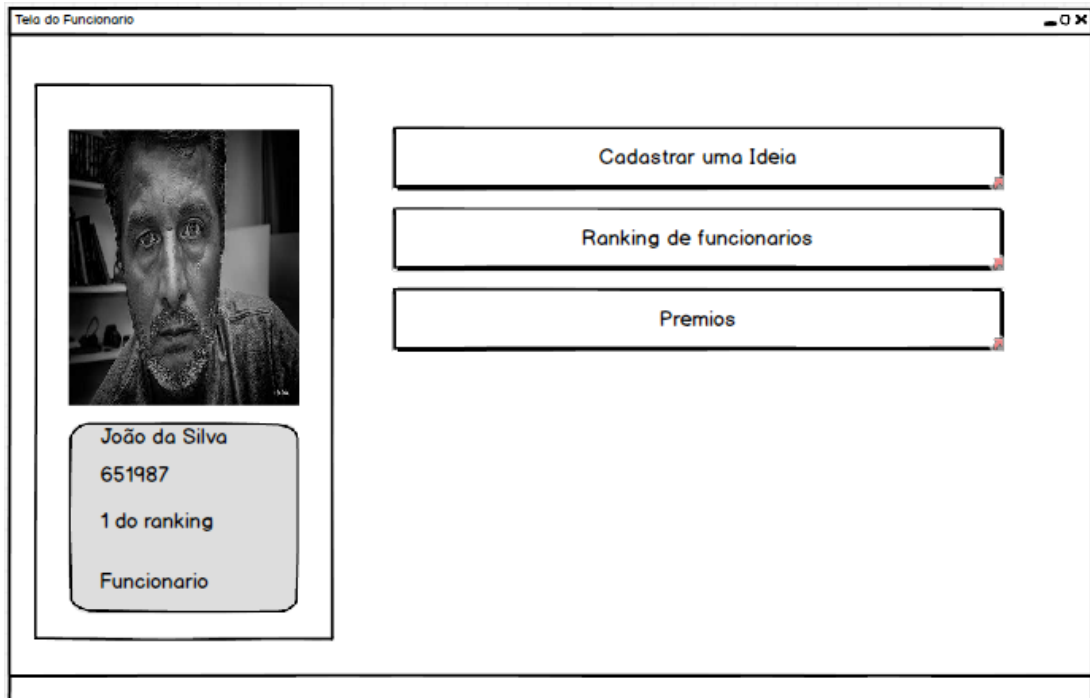 Tela do Funcionario
Cadastrar uma Ideia
Ranking de funcionarios
Premios
João da Silva
651987
1 do ranking
Funcionario